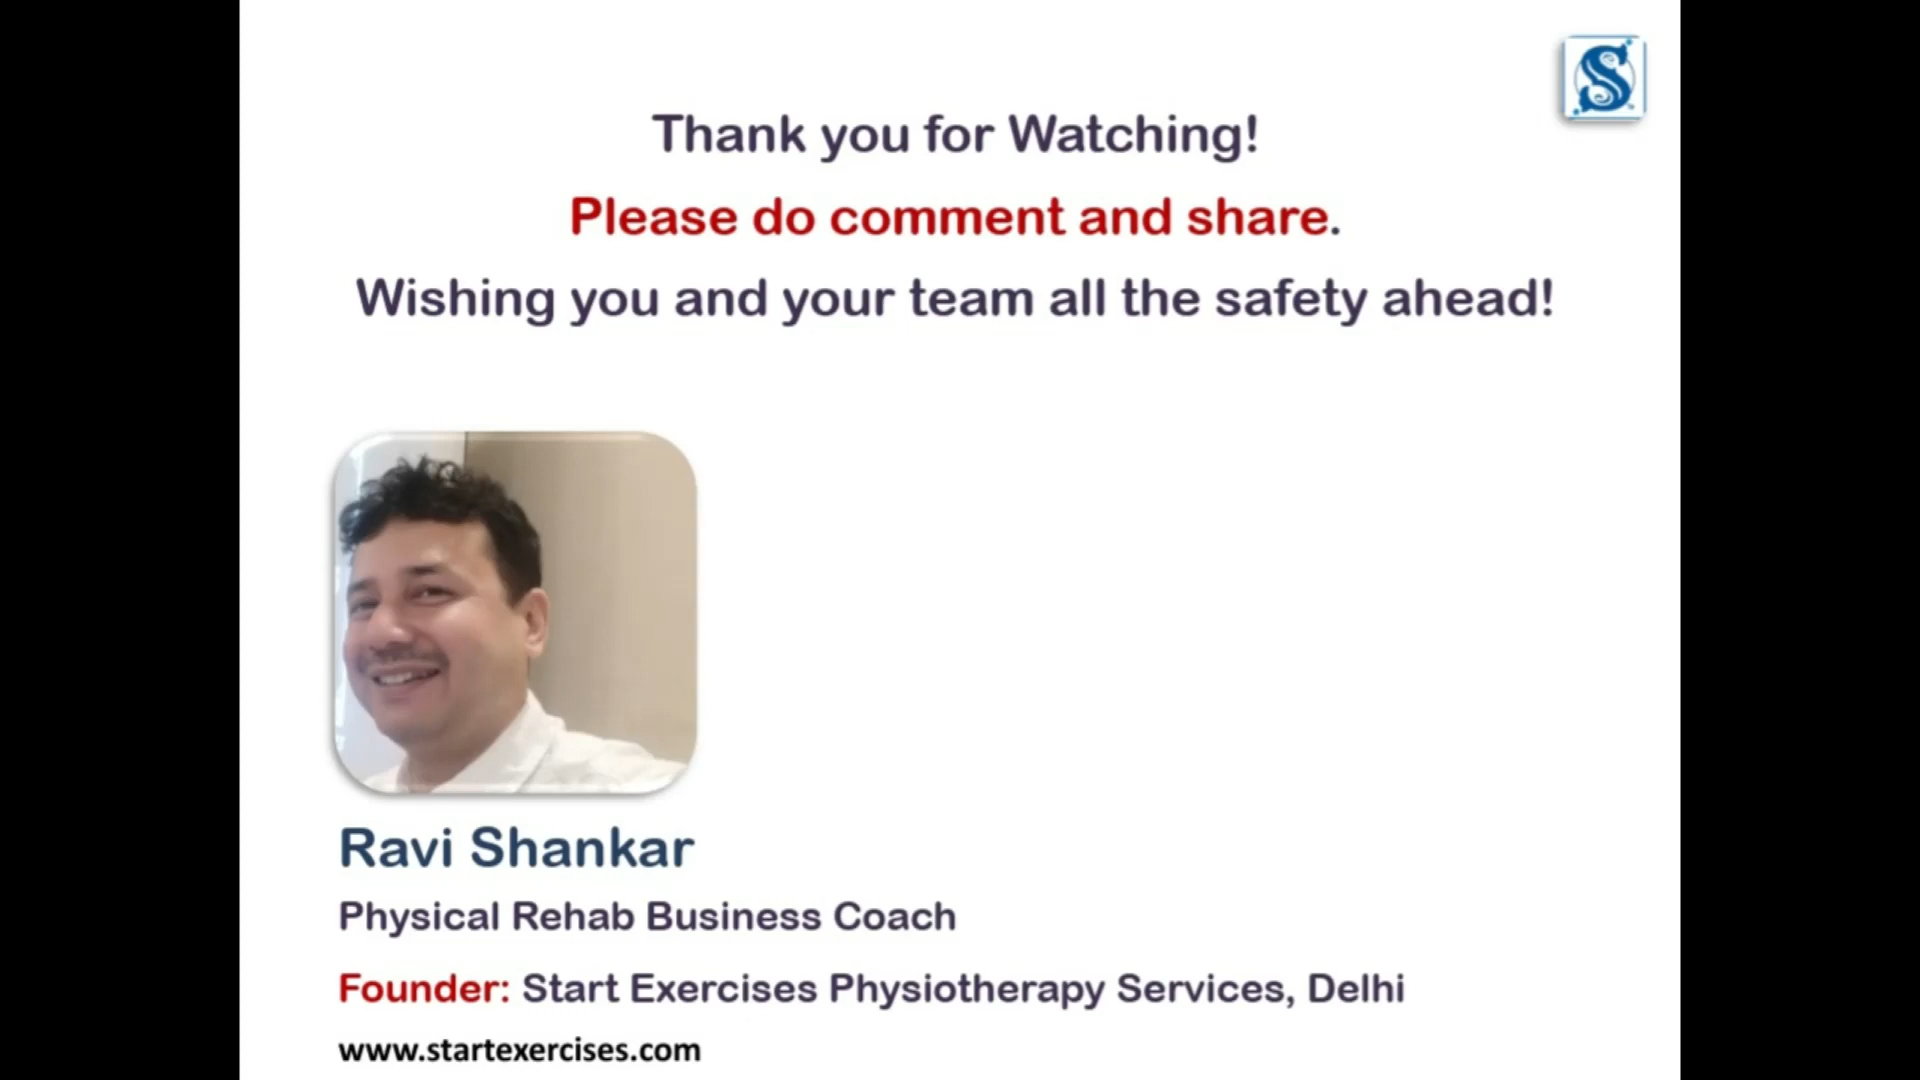 Thank you for Watching!
Please do comment and share.
Wishing you and your team all the safety ahead!
Ravi Shankar
Physical Rehab Business Coach
Founder: Start Exercises Physiotherapy Services, Delhi
www.startexercises.com